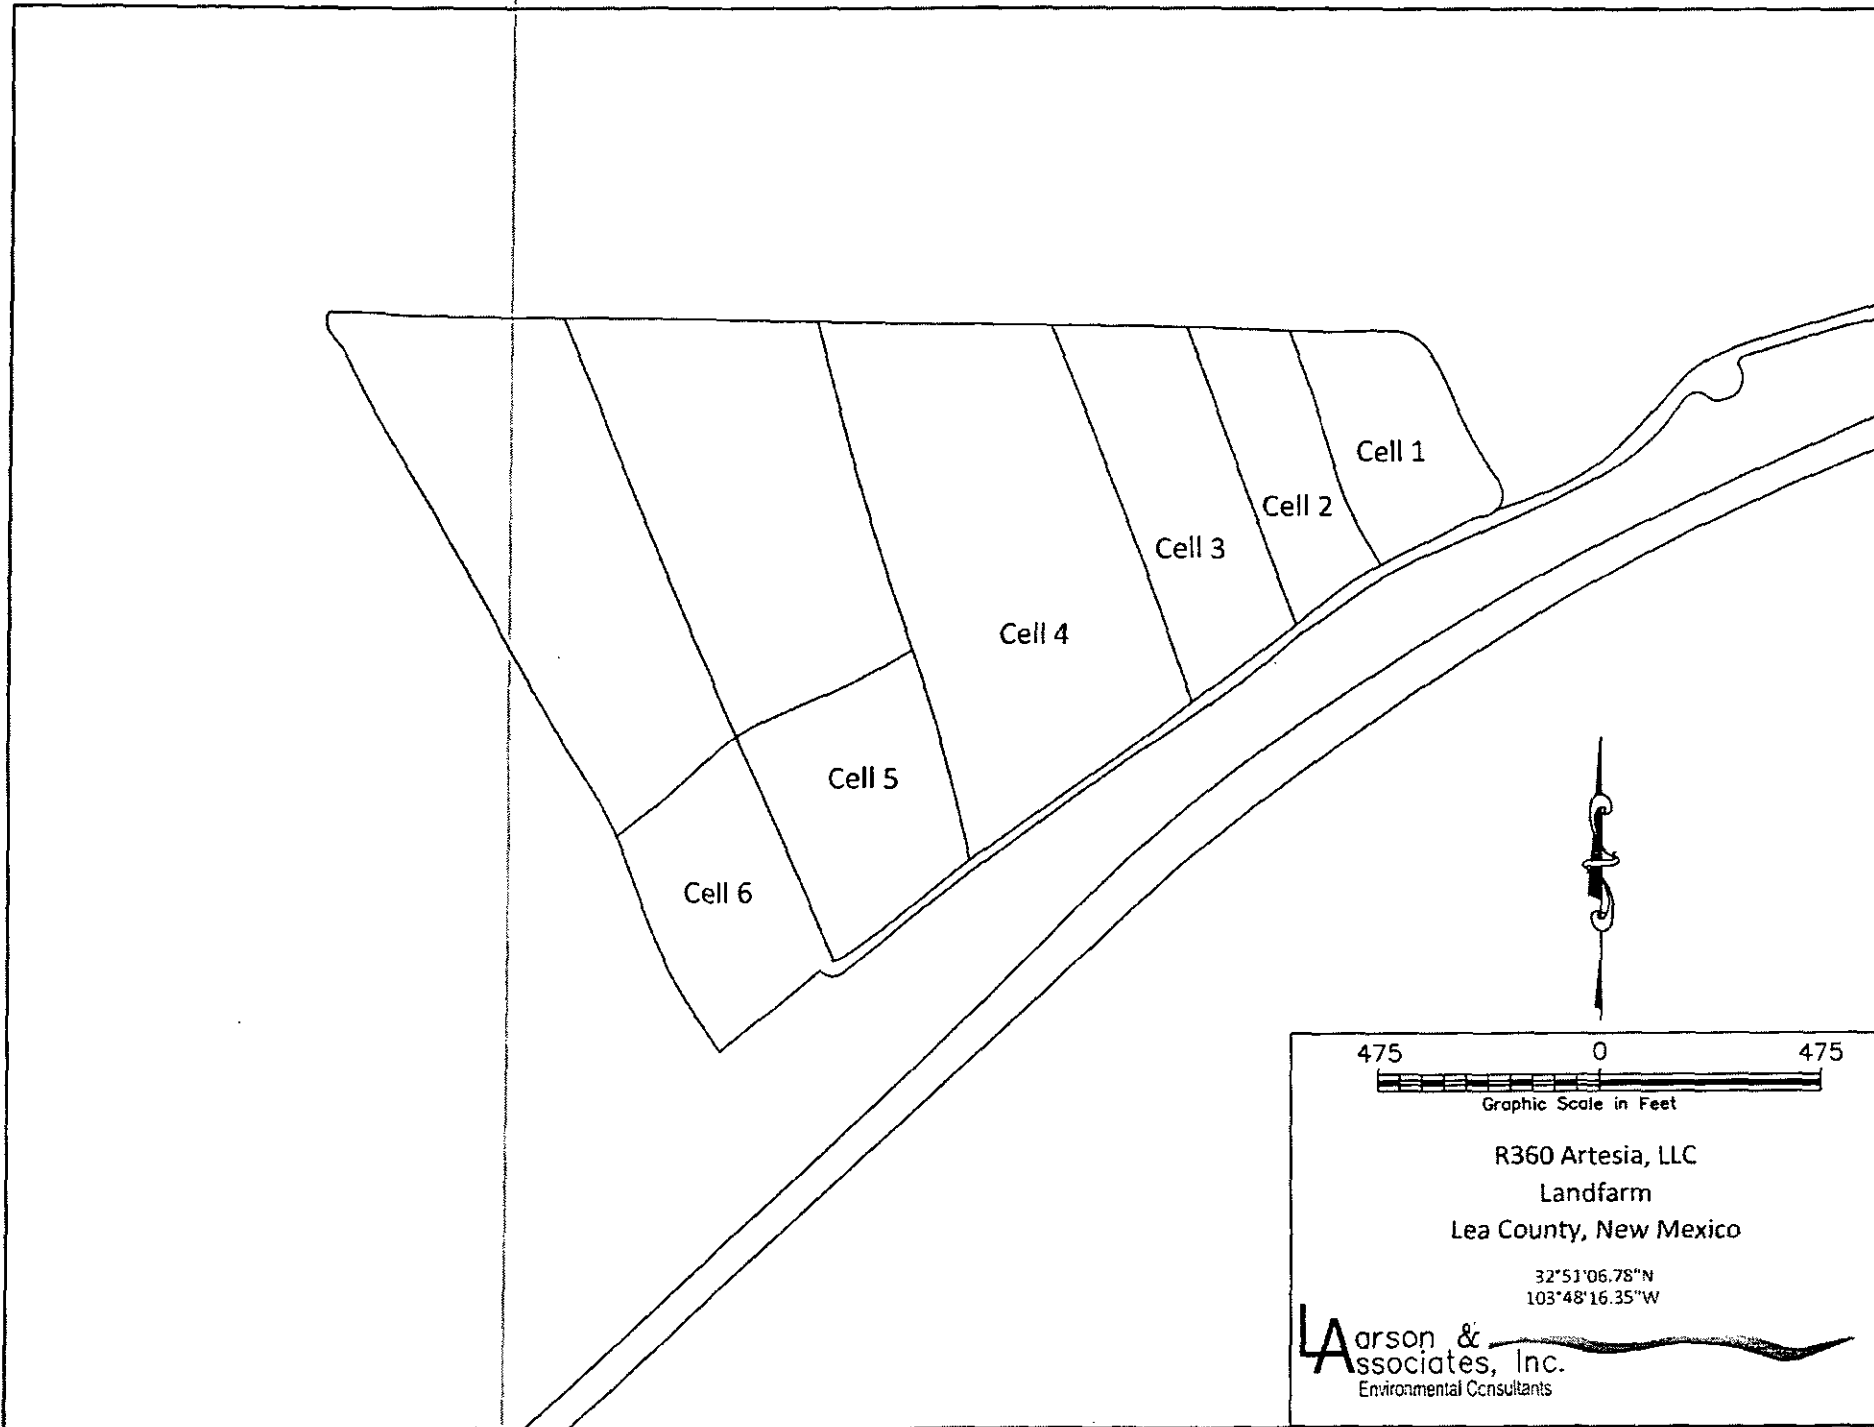 Cell 1
Cell 2
Cell 3
Cell 4
Cell 5
Cell 6
475 0 475
Graphic Scale in Feet
R360 Artesia, LLC
Landfarm
Lea County, New Mexico
32°51'06.78"N
103°48'16.35"W
Larson &
Associates, Inc.
Environmental Consultants